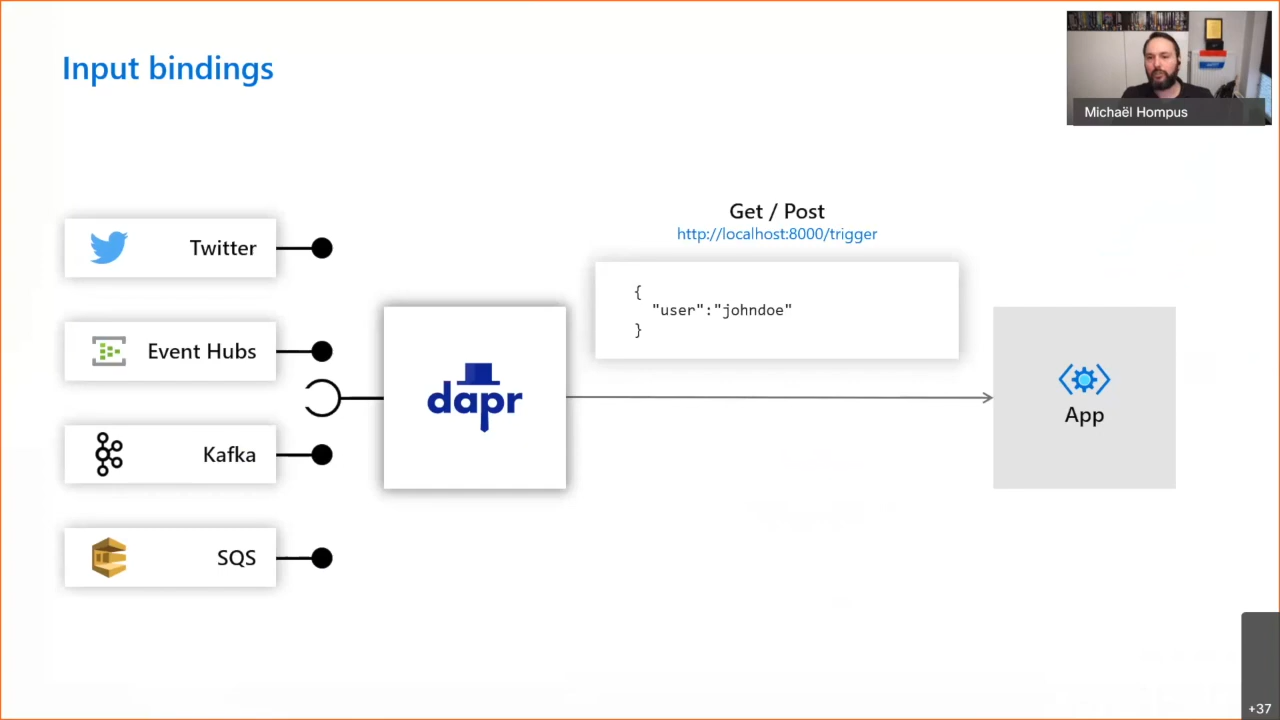 Input bindings
Michaël Hompus
Get / Post
http://localhost:8000/trigger
Twitter
{
"user":"johndoe"
}
Event Hubs
dapr
App
Kafka
SQS
+37